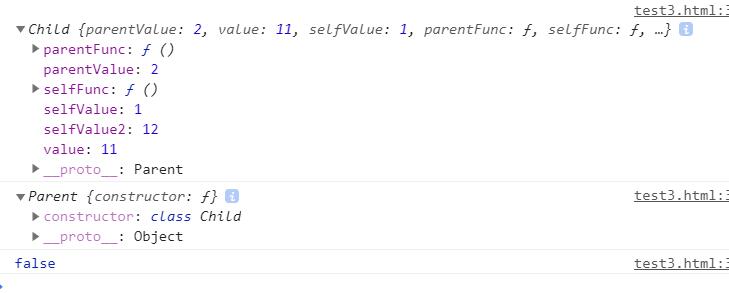 test3.html:3
▼Child {parentValue: 2, value: 11, selfValue: 1, parentFunc: ƒ, selfFunc: ƒ, …} i
▶parentFunc: ƒ ()
parentValue: 2
▶selfFunc: ƒ ()
selfValue: 1
selfValue2: 12
value: 11
▶__proto__: Parent
▼Parent {constructor: ƒ} i test3.html:3
▶constructor: class Child
▶__proto__: Object
false test3.html:3